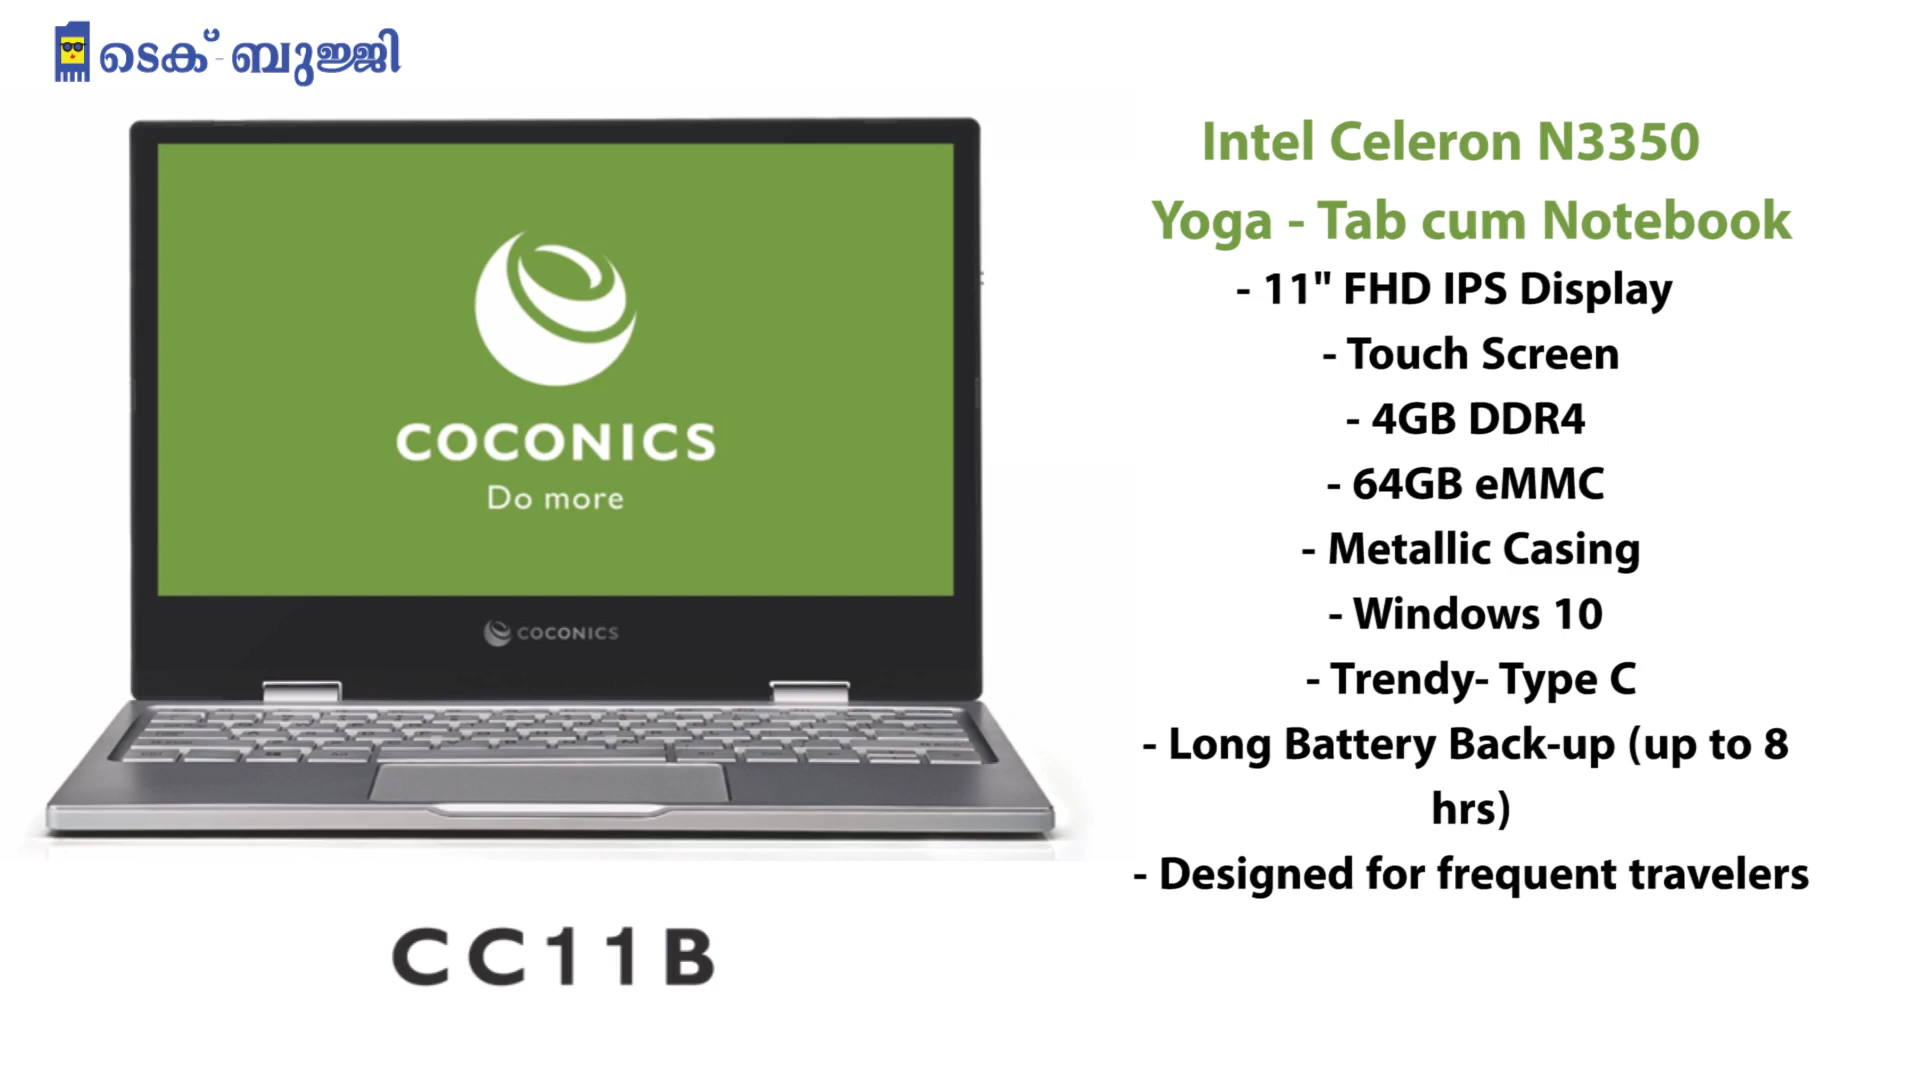 ടെക്-ബുജ്ജി
COCONICS
Do more
COCONICS
CC11B
Intel Celeron N3350
Yoga - Tab cum Notebook
- 11" FHD IPS Display
- Touch Screen
- 4GB DDR4
- 64GB eMMC
- Metallic Casing
- Windows 10
- Trendy- Type C
- Long Battery Back-up (up to 8
hrs)
- Designed for frequent travelers